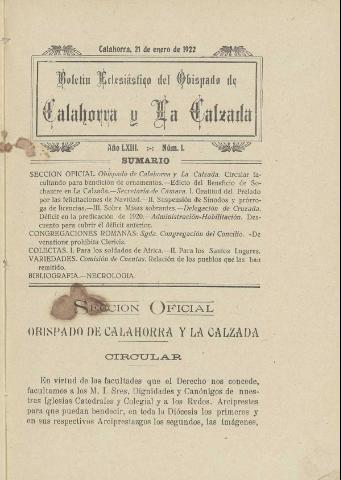 Calahorra, 21 de enero de 1922
Boletín Eclesiástico del Obispado de
Calahorra y La Calzada
Año LXIII. :-: Núm. 1.
SUMARIO
SECCION OFICIAL Obispado de Calahorra y La Calzada. Circular fa-
cultando para bendición de ornamentos.—Edicto del Beneficio de So-
chantre en La Calzada.—Secretaría de Cámara. I. Gratitud del Prelado
por las felicitaciones de Navidad.—II. Suspensión de Sínodos y prórro-
ga de licencias.—III. Sobre Misas sobrantes.—Delegación de Cruzada.
Déficit en la predicación de 1920.—Administración-Habilitación. Des-
cuento para cubrir el déficit anterior.
CONGREGACIONES ROMANAS: Sgda. Congregación del Concilio. «De
venatione prohibita Clericis.
COLECTAS. I. Para los soldados de Africa.—II. Para los Santos Lugares.
VARIEDADES. Comisión de Cuentas. Relación de los pueblos que las han
remitido.
BIBLIOGRAFIA.—NECROLOGIA.
SECCION OFICIAL
OBISPADO DE CALAHORRA Y LA CALZADA
CIRCULAR
En virtud de las facultades que el Derecho nos concede,
facultamos a los M. I. Sres. Dignidades y Canónigos de nues-
tras Iglesias Catedrales y Colegial y a los Rvdos. Arciprestes
para que puedan bendecir, en toda la Diócesis los primeros y
en sus respectivos Arciprestazgos los segundos, las imágenes,